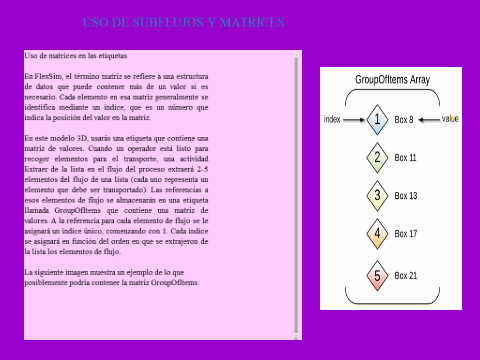 USO DE SUBFLUJOS Y MATRICES
Uso de matrices en las etiquetas
En FlexSim, el término matriz se refiere a una estructura
de datos que puede contener más de un valor si es
necesario. Cada elemento en esa matriz generalmente se
identifica mediante un índice, que es un número que
indica la posición del valor en la matriz.
En este modelo 3D, usarás una etiqueta que contiene una
matriz de valores. Cuando un operador está listo para
recoger elementos para el transporte, una actividad
Extraer de la lista en el flujo del proceso extraerá 2-5
elementos del flujo de una lista (cada uno representa un
elemento que debe ser transportado). Las referencias a
esos elementos de flujo se almacenarán en una etiqueta
llamada GroupOfItems que contiene una matriz de
valores. A la referencia para cada elemento de flujo se le
asignará un índice único, comenzando con 1. Cada índice
se asignará en función del orden en que se extrajeron de
la lista los elementos de flujo.
La siguiente imagen muestra un ejemplo de lo que
posiblemente podría contener la matriz GroupOfItems:
GroupOfItems Array
index 1 Box 8 value
2 Box 11
3 Box 13
4 Box 17
5 Box 21